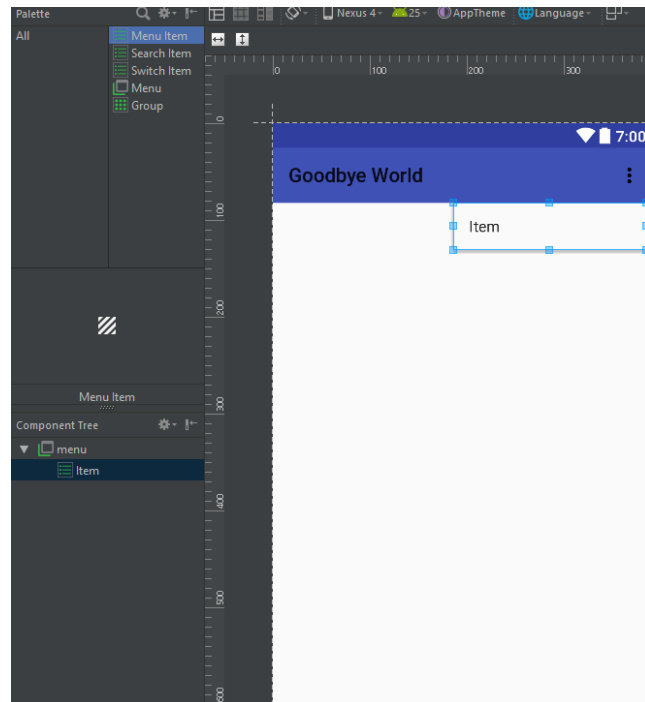 Palette
Nexus 4
25
AppTheme
Language
All
Menu Item
Search Item
Switch Item
Menu
Group
0
100
200
300
0
100
200
300
400
500
600
7:00
Goodbye World
Item
Menu Item
Component Tree
menu
Item